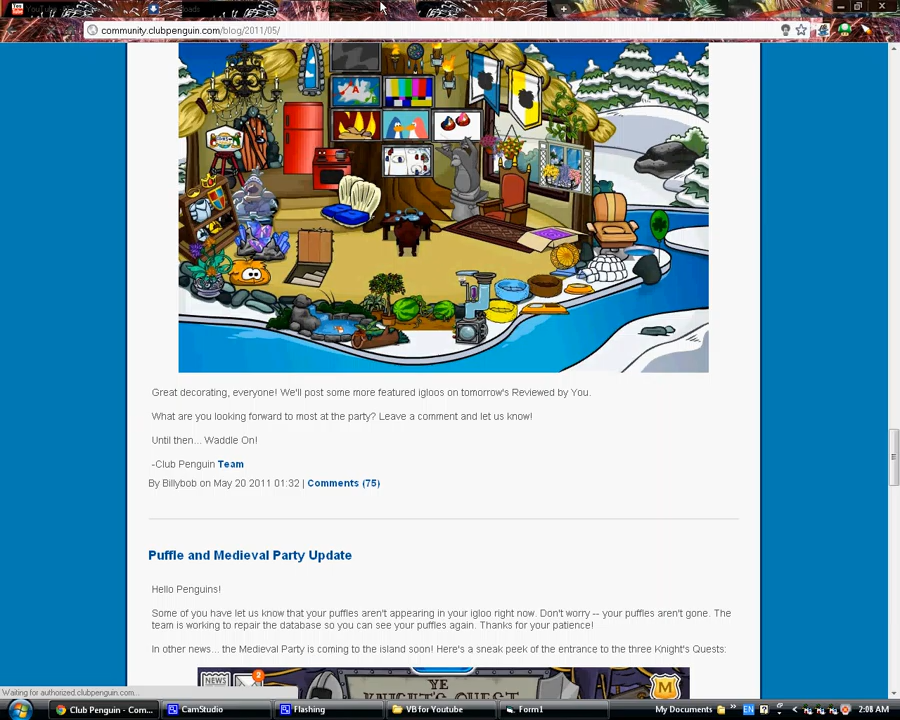 community.clubpenguin.com/blog/2011/05/
Great decorating, everyone! We'll post some more featured igloos on tomorrow's Reviewed by You.
What are you looking forward to most at the party? Leave a comment and let us know!
Until then... Waddle On!
-Club Penguin Team
By Billybob on May 20 2011 01:32 | Comments (75)
Puffle and Medieval Party Update
Hello Penguins!
Some of you have let us know that your puffles aren't appearing in your igloo right now. Don't worry -- your puffles aren't gone. The
team is working to repair the database so you can see your puffles again. Thanks for your patience!
In other news... the Medieval Party is coming to the island soon! Here's a sneak peek of the entrance to the three Knight's Quests:
NEWS
2
YE
KNIGHT'S QUEST
M
Waiting for authorized.clubpenguin.com...
Start
Club Penguin - Com...
CamStudio
Flashing
VB for Youtube
Form1
My Documents
EN
2:08 AM